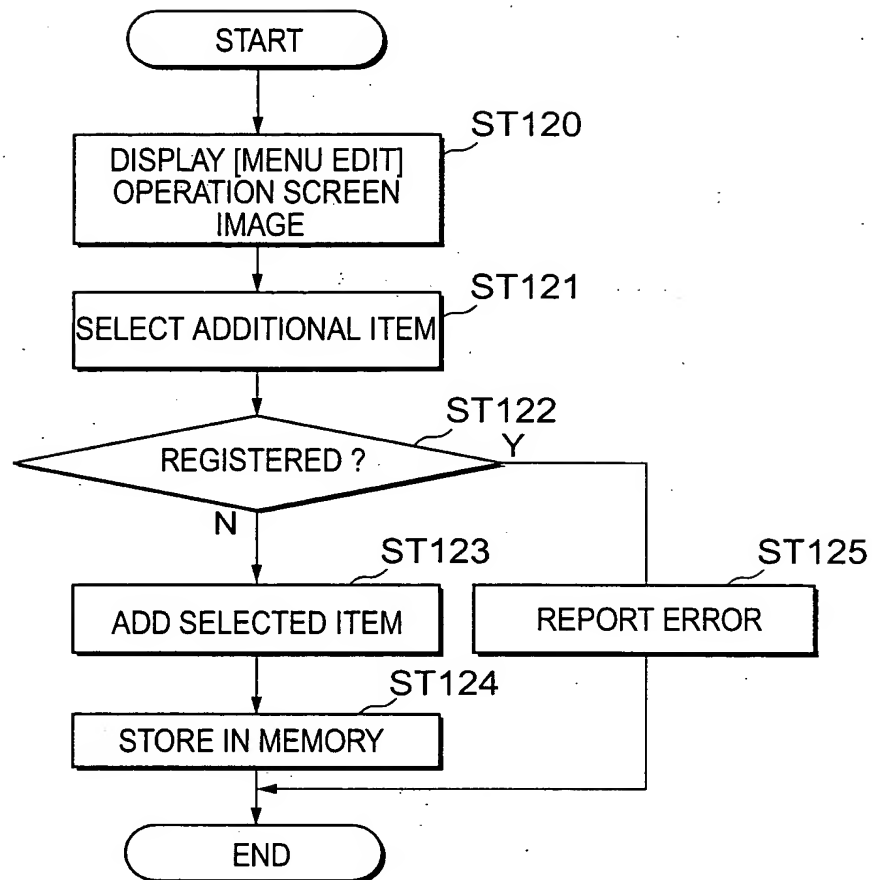 START
ST120
DISPLAY [MENU EDIT]
OPERATION SCREEN
IMAGE
ST121
SELECT ADDITIONAL ITEM
ST122
REGISTERED ?
Y
N
ST123
ADD SELECTED ITEM
ST125
REPORT ERROR
ST124
STORE IN MEMORY
END